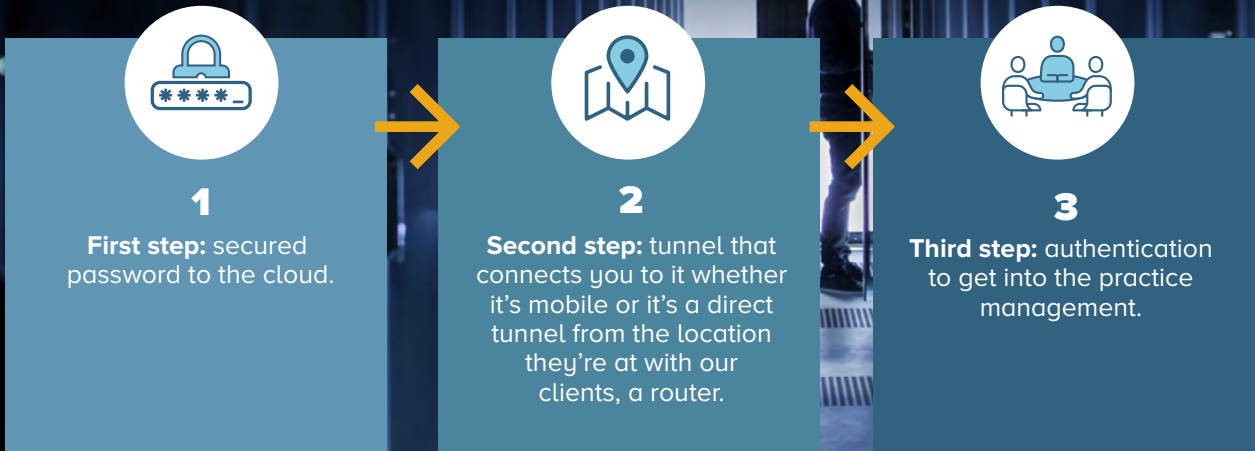 ****_
1
First step: secured
password to the cloud.
2
Second step: tunnel that
connects you to it whether
it’s mobile or it’s a direct
tunnel from the location
they’re at with our
clients, a router.
3
Third step: authentication
to get into the practice
management.